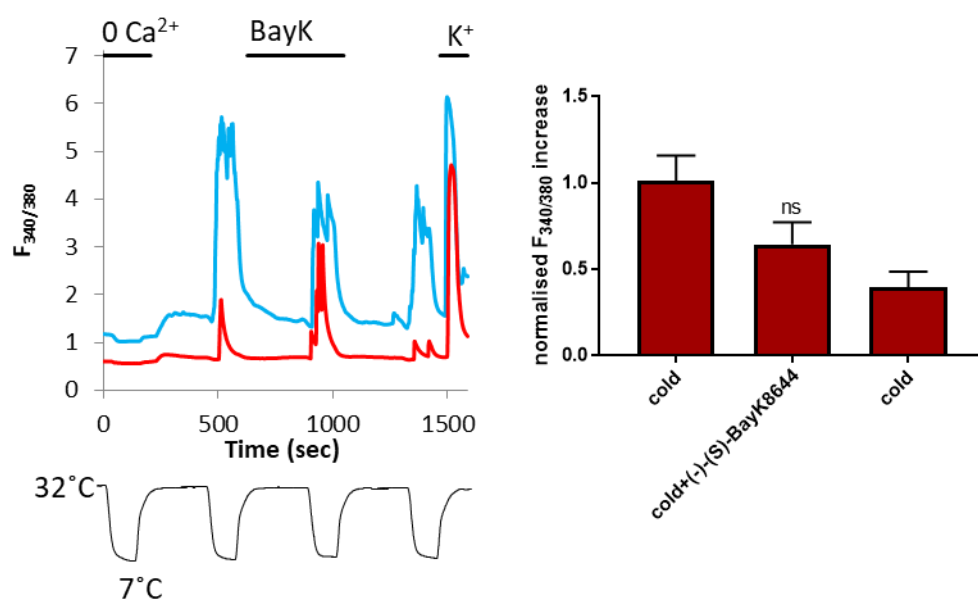 0 Ca²⁺ BayK K⁺
7
6
5
4
3
2
1
0
F340/380
0 500 1000 1500
Time (sec)
32˚C
7˚C
normalised F340/380 increase
1.5
1.0
0.5
0.0
ns
cold
cold+(-)-(S)-BayK8644
cold